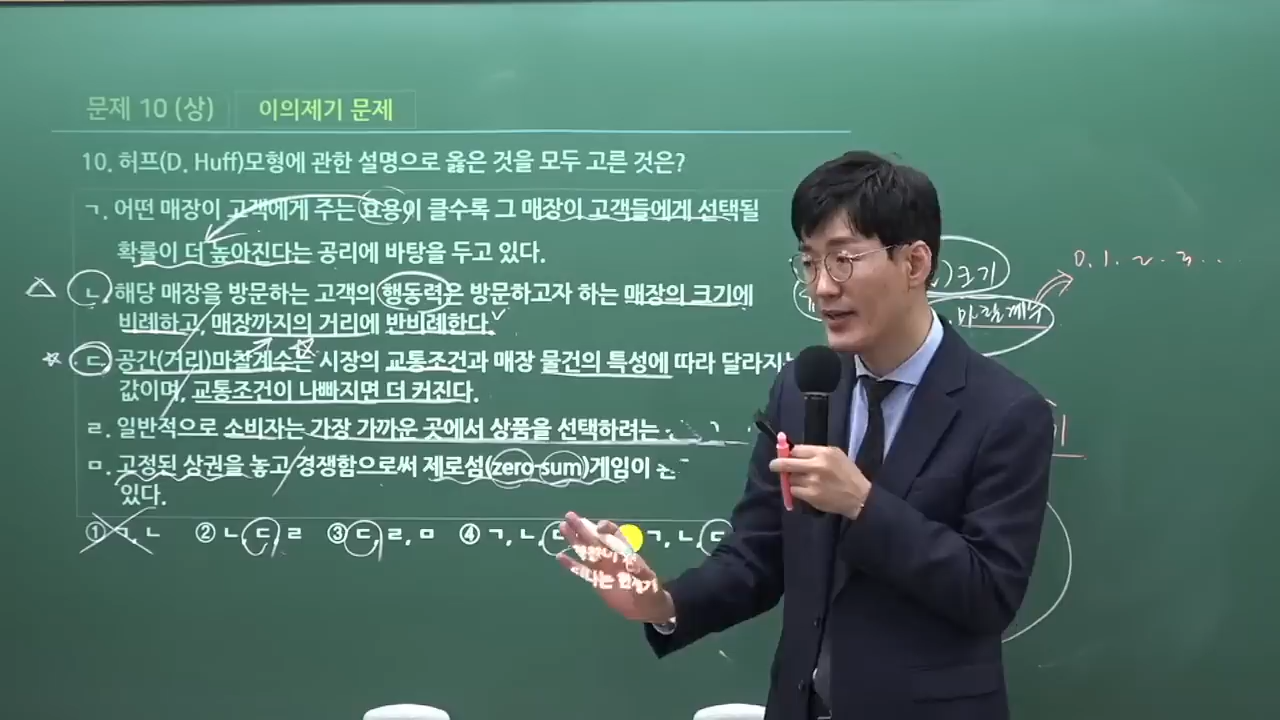 문제 10 (상) 이의제기 문제
10. 허프(D. Huff)모형에 관한 설명으로 옳은 것을 모두 고른 것은?
ㄱ. 어떤 매장이 고객에게 주는 효용이 클수록 그 매장이 고객들에게 선택될
확률이 더 높아진다는 공리에 바탕을 두고 있다.
ㄴ. 해당 매장을 방문하는 고객의 행동력은 방문하고자 하는 매장의 크기에
비례하고, 매장까지의 거리에 반비례한다.
ㄷ. 공간(거리)마찰계수는 시장의 교통조건과 매장 물건의 특성에 따라 달라지는
값이며, 교통조건이 나빠지면 더 커진다.
ㄹ. 일반적으로 소비자는 가장 가까운 곳에서 상품을 선택하려는
ㅁ. 고정된 상권을 놓고 경쟁함으로써 제로섬(zero-sum)게임이
있다.
① ㄱ, ㄴ ② ㄴ, ㄷ, ㄹ ③ ㄷ, ㄹ, ㅁ ④ ㄱ, ㄴ, ㄷ ㄱ, ㄴ, ㄷ
크기
마찰계수
0. 1. 2. 3. ...